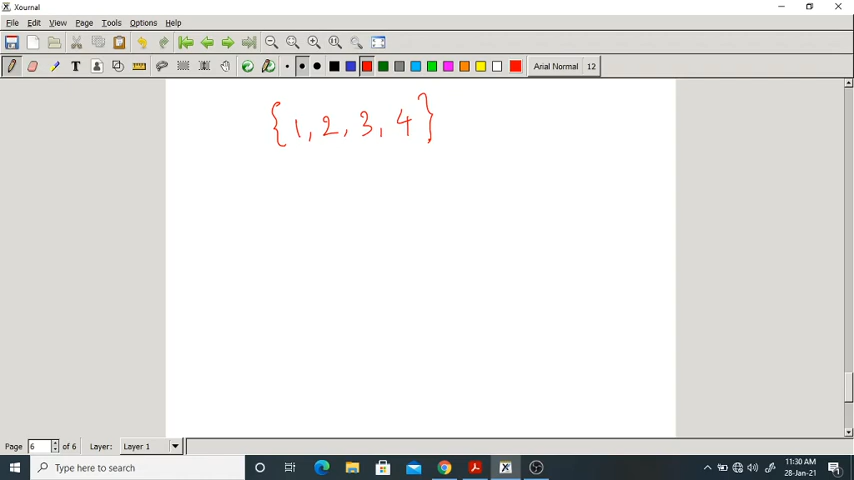 Xournal
File Edit View Page Tools Options Help
T Arial Normal 12
{1, 2, 3, 4}
Page 6 of 6 Layer: Layer 1
Type here to search 11:30 AM
28-Jan-21